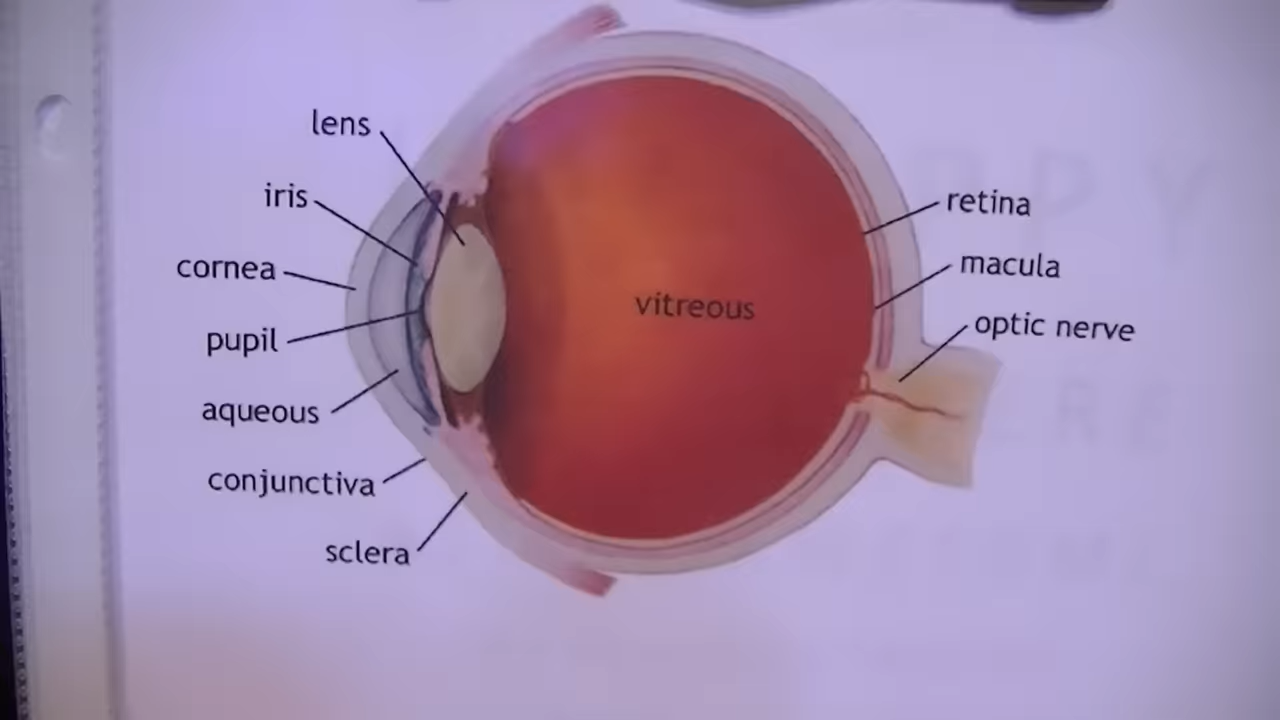 lens
iris
cornea
pupil
aqueous
conjunctiva
sclera
vitreous
retina
macula
optic nerve